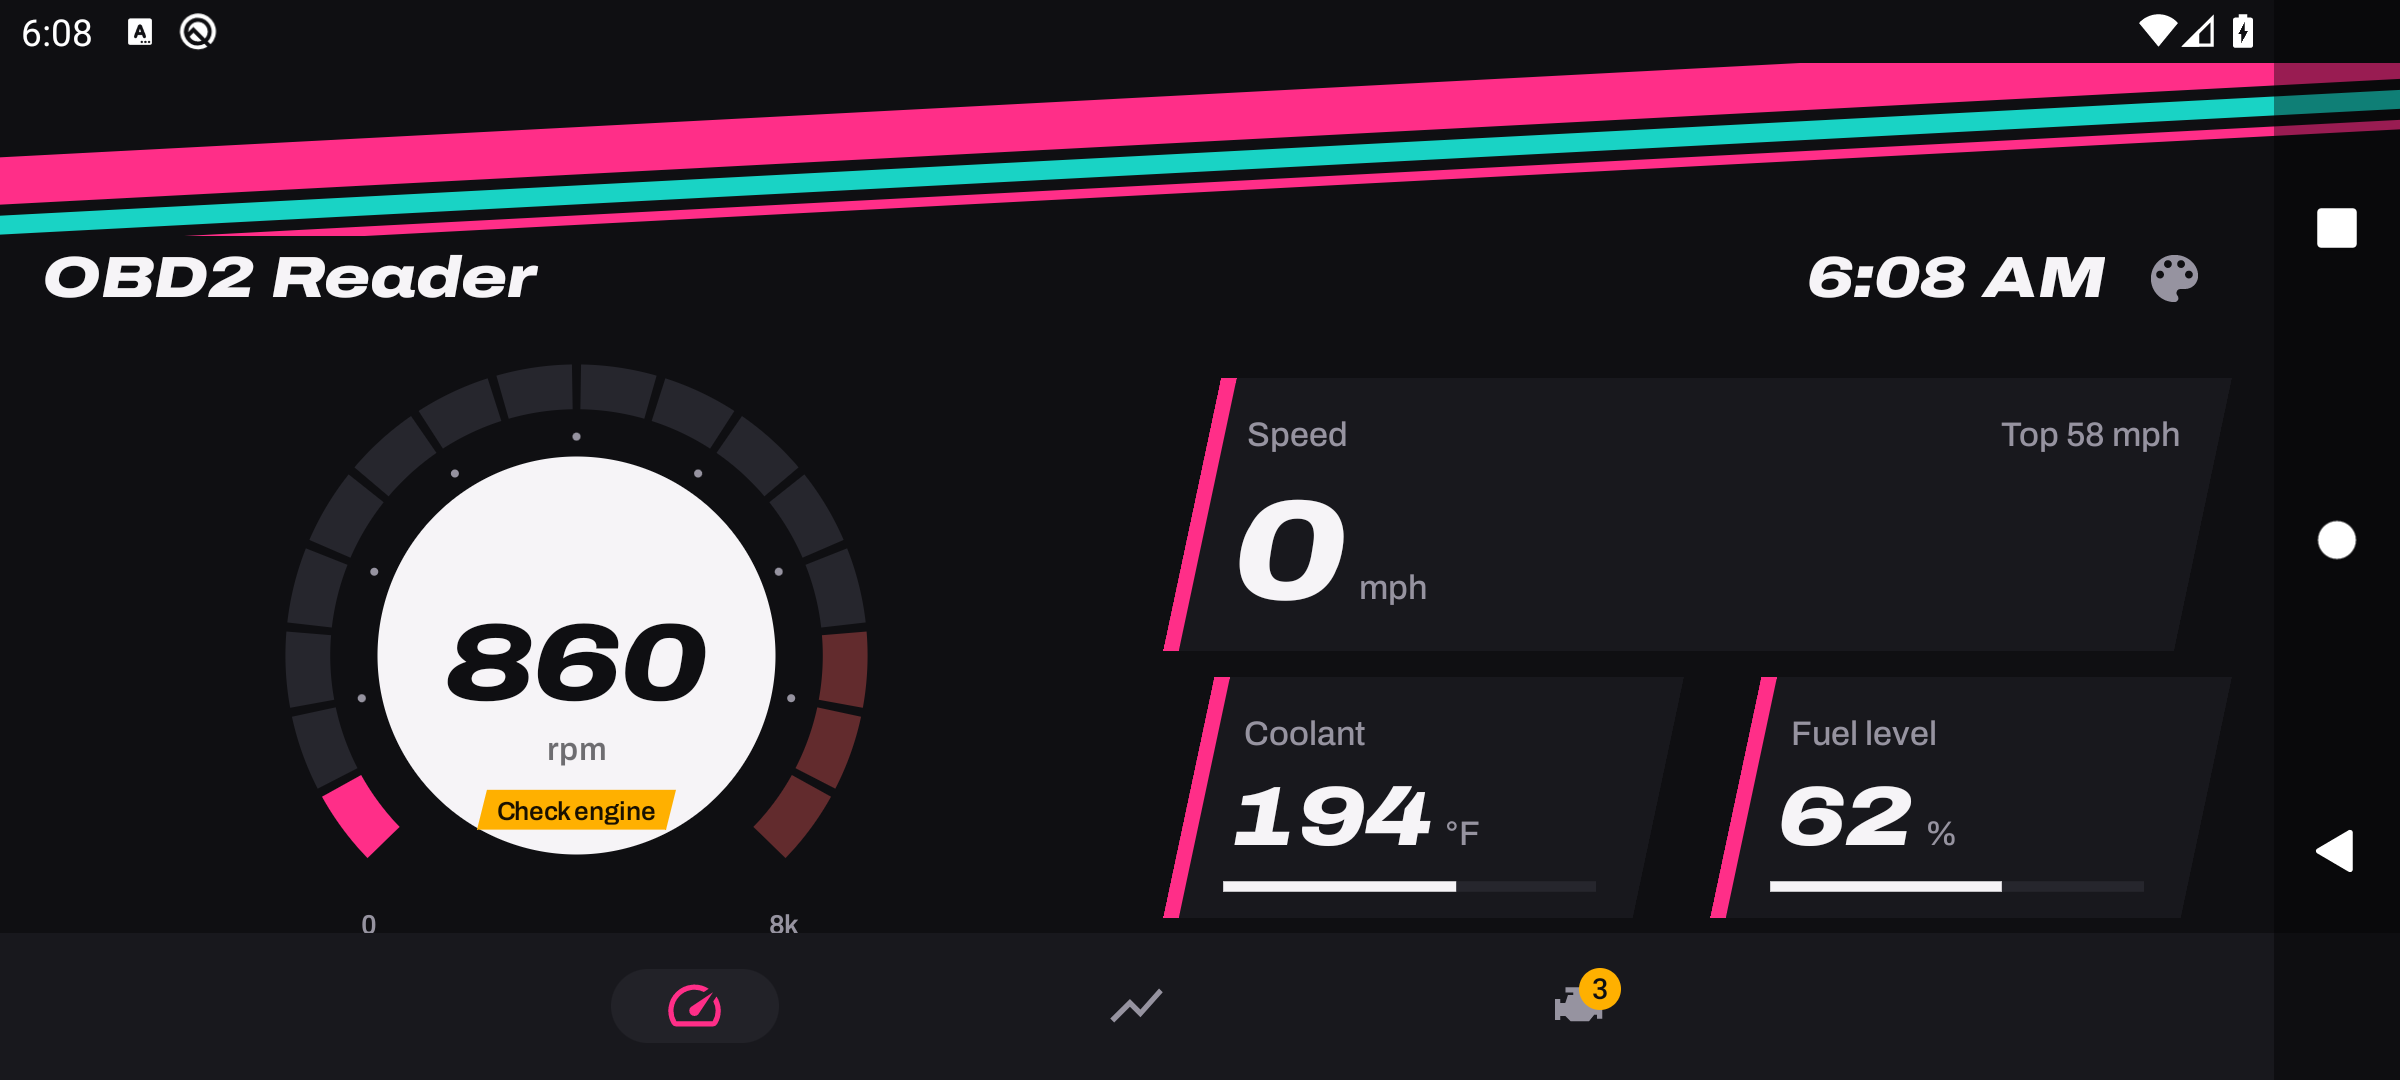 6:08
OBD2 Reader
6:08 AM
Speed
Top 58 mph
0 mph
860
rpm
Check engine
0
8k
Coolant
194 °F
Fuel level
62 %
3